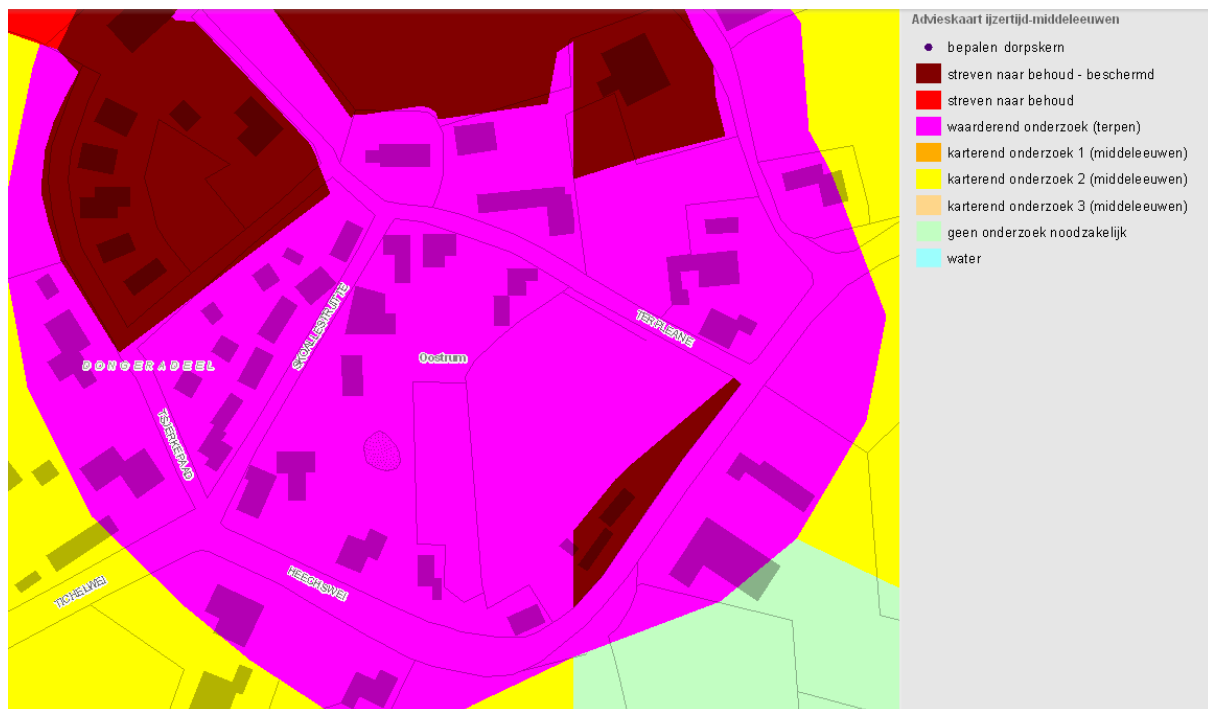 Advieskaart ijzertijd-middeleeuwen
bepalen dorpskern
streven naar behoud - beschermd
streven naar behoud
waarderend onderzoek (terpen)
karterend onderzoek 1 (middeleeuwen)
karterend onderzoek 2 (middeleeuwen)
karterend onderzoek 3 (middeleeuwen)
geen onderzoek noodzakelijk
water
TERPLEANE
SKOALLESTRJITTE
Oostrum
DONGERADEEL
TSJERKEPAAD
HEECHSWEI
TICHELWEI